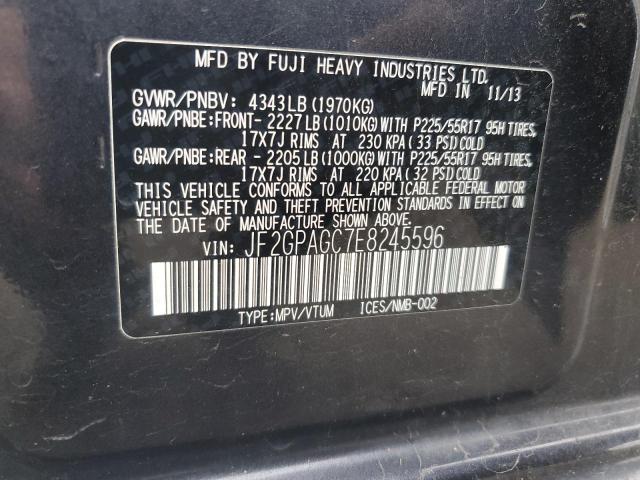 MFD BY FUJI HEAVY INDUSTRIES LTD.
MFD IN 11/13
GVWR/PNBV: 4343LB(1970KG)
GAWR/PNBE:FRONT- 2227LB(1010KG)WITH P225/55R17 95H TIRES,
17X7J RIMS AT 230 KPA( 33 PSI)COLD
GAWR/PNBE:REAR - 2205LB(1000KG)WITH P225/55R17 95H TIRES,
17X7J RIMS AT 220 KPA( 32 PSI)COLD
THIS VEHICLE CONFORMS TO ALL APPLICABLE FEDERAL MOTOR
VEHICLE SAFETY AND THEFT PREVENTION STANDARDS IN EFFECT ON
THE DATE OF MANUFACTURE SHOWN ABOVE.
VIN: JF2GPAGC7E8245596
TYPE:MPV/VTUM ICES/NMB-002